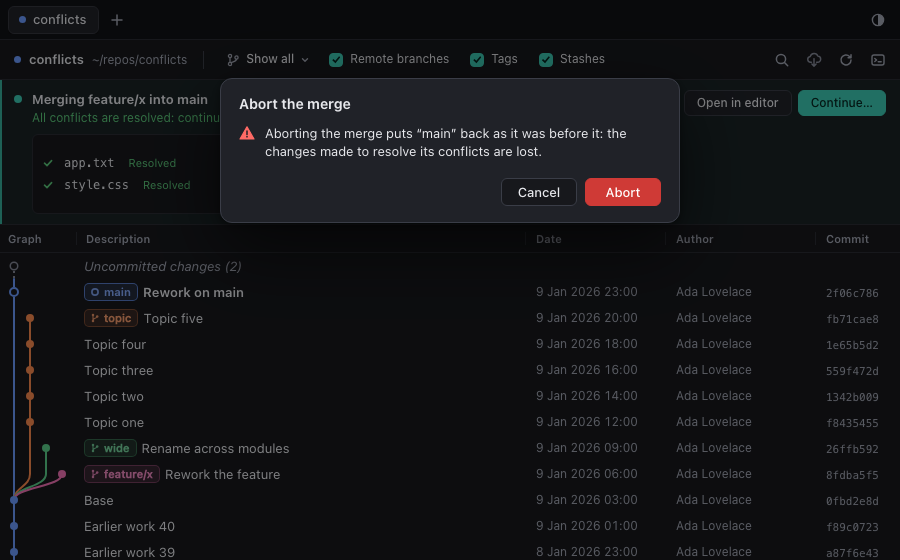 conflicts
conflicts ~/repos/conflicts Show all Remote branches Tags Stashes
Merging feature/x into main
All conflicts are resolved: continu
Open in editor Continue...
app.txt Resolved
style.css Resolved
Abort the merge
Aborting the merge puts “main” back as it was before it: the
changes made to resolve its conflicts are lost.
Cancel Abort
Graph Description Date Author Commit
Uncommitted changes (2)
main Rework on main 9 Jan 2026 23:00 Ada Lovelace 2f06c786
topic Topic five 9 Jan 2026 20:00 Ada Lovelace fb71cae8
Topic four 9 Jan 2026 18:00 Ada Lovelace 1e65b5d2
Topic three 9 Jan 2026 16:00 Ada Lovelace 559f472d
Topic two 9 Jan 2026 14:00 Ada Lovelace 1342b009
Topic one 9 Jan 2026 12:00 Ada Lovelace f8435455
wide Rename across modules 9 Jan 2026 09:00 Ada Lovelace 26ffb592
feature/x Rework the feature 9 Jan 2026 06:00 Ada Lovelace 8fdba5f5
Base 9 Jan 2026 03:00 Ada Lovelace 0fbd2e8d
Earlier work 40 9 Jan 2026 01:00 Ada Lovelace f89c0723
Earlier work 39 8 Jan 2026 23:00 Ada Lovelace a87f6e43